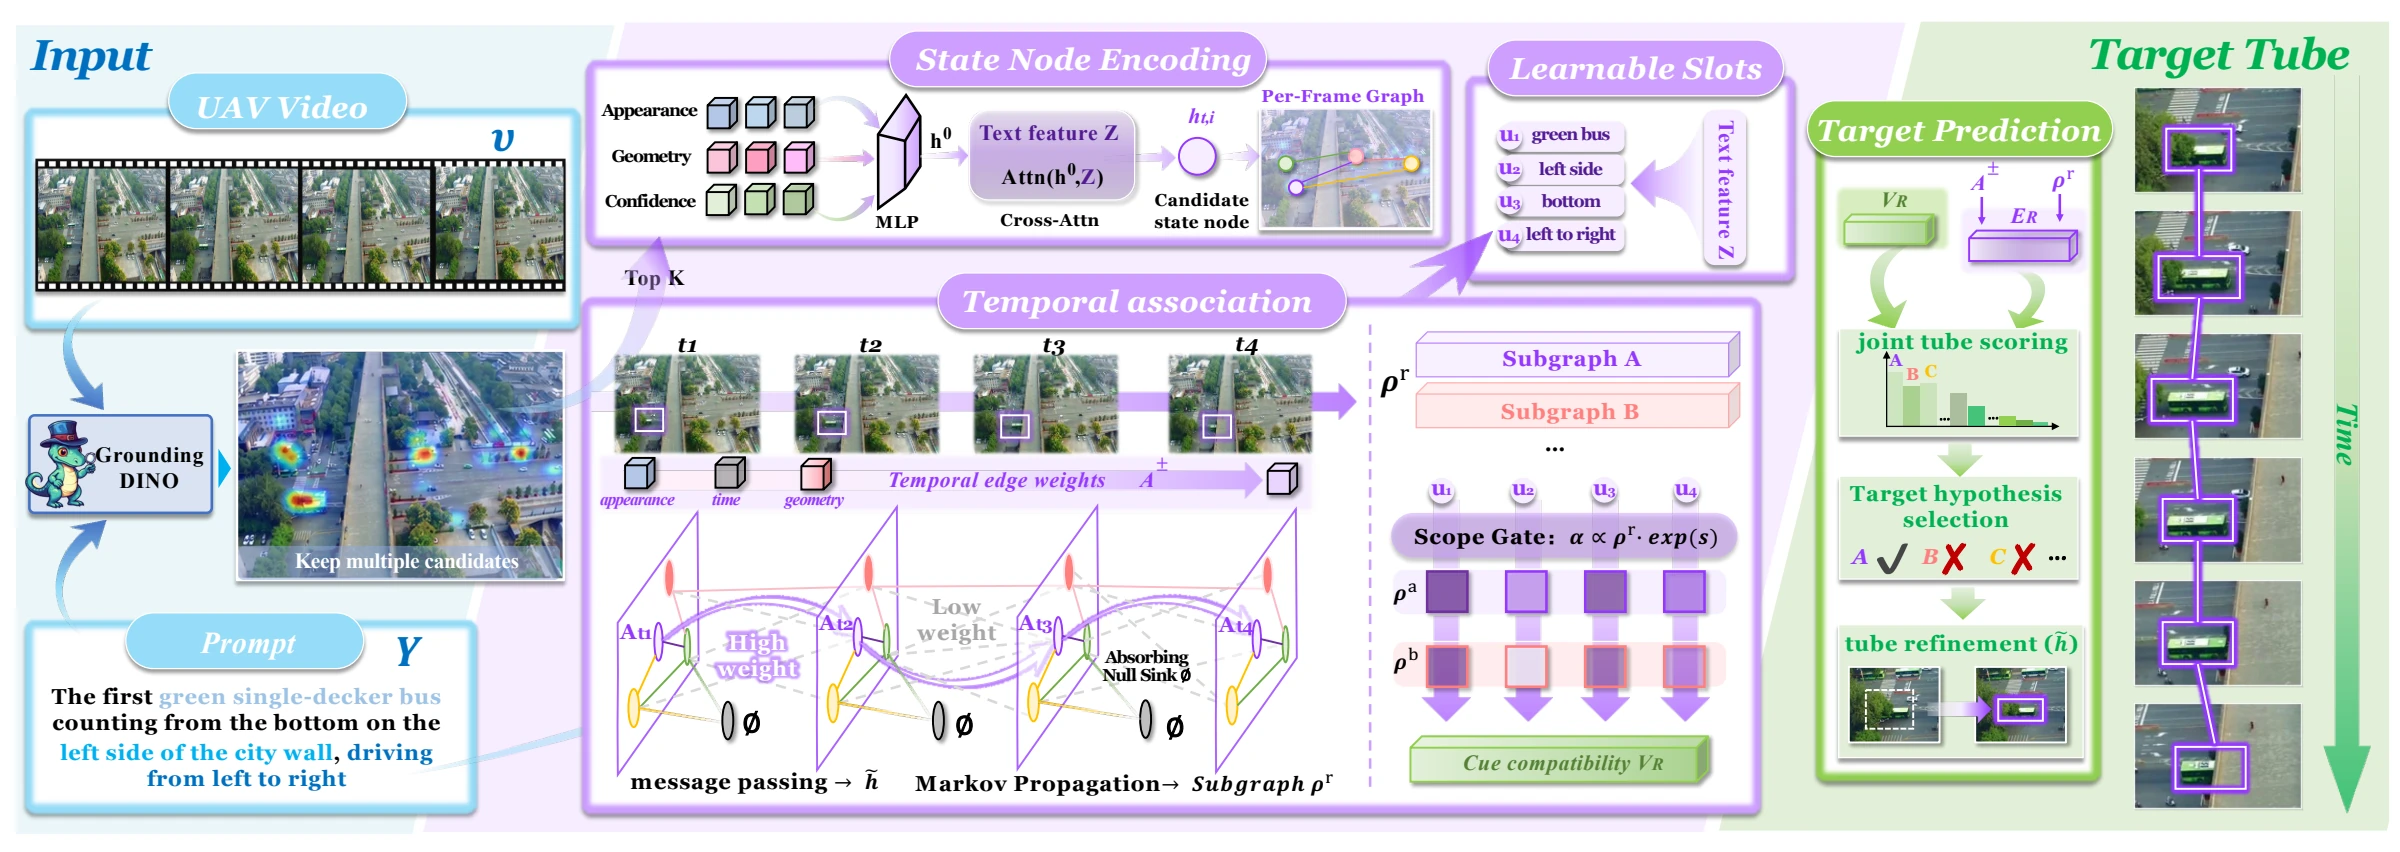 Input
UAV Video
υ
Grounding
DINO
Keep multiple candidates
Prompt
Y
The first green single-decker bus
counting from the bottom on the
left side of the city wall, driving
from left to right
State Node Encoding
Appearance
Geometry
Confidence
MLP
h⁰
Text feature Z
Attn(h⁰,Z)
Cross-Attn
hₜ,ᵢ
Candidate
state node
Per-Frame Graph
Top K
Learnable Slots
u₁ green bus
u₂ left side
u₃ bottom
u₄ left to right
Text feature Z
Temporal association
t1 t2 t3 t4
appearance time geometry Temporal edge weights A±
At1 At2 At3 At4
High
weight
Low
weight
Absorbing
Null Sink Ø
Ø Ø Ø
message passing → h̃
Markov Propagation→ Subgraph ρʳ
ρʳ
Subgraph A
Subgraph B
...
u₁ u₂ u₃ u₄
Scope Gate: α ∝ ρʳ· exp(s)
ρᵃ
ρᵇ
Cue compatibility VR
Target Prediction
VR
A± ρʳ
ER
joint tube scoring
A B C
... ...
Target hypothesis
selection
A B C ...
tube refinement (h̃)
Target Tube
Time